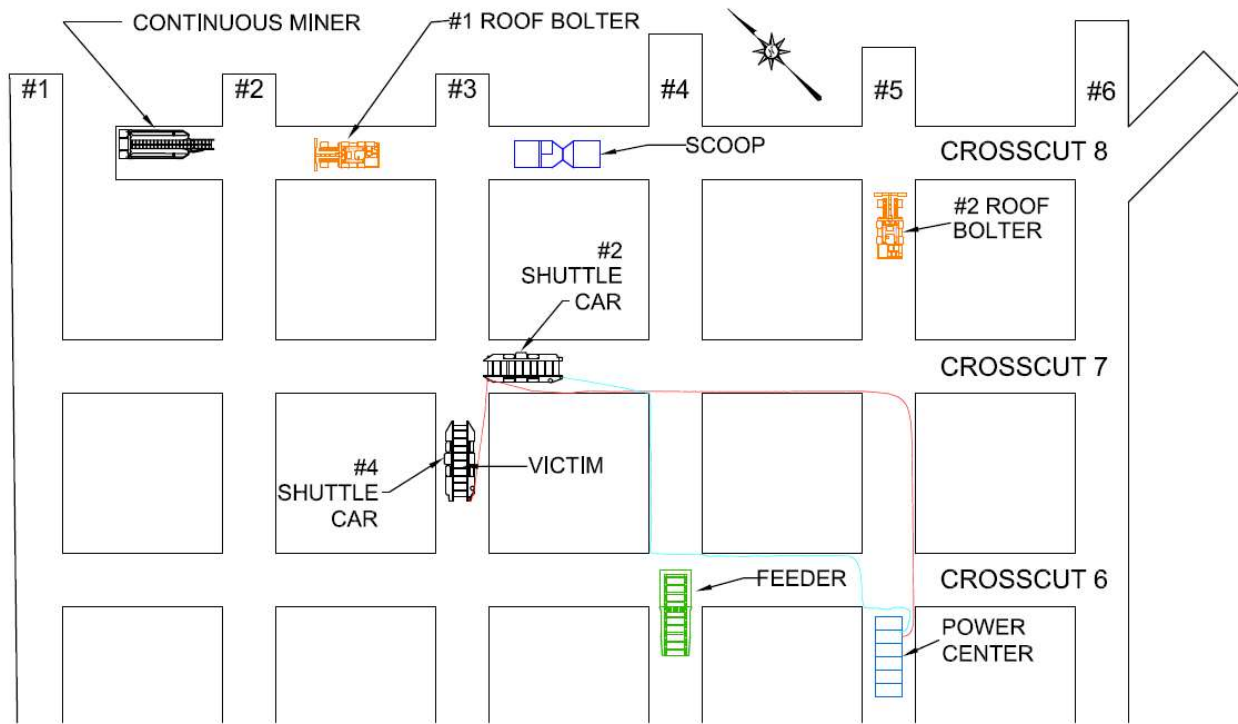 CONTINUOUS MINER
#1 ROOF BOLTER
#1
#2
#3
#4
#5
#6
SCOOP
CROSSCUT 8
#2 ROOF
BOLTER
#2
SHUTTLE
CAR
CROSSCUT 7
VICTIM
#4
SHUTTLE
CAR
FEEDER
CROSSCUT 6
POWER
CENTER